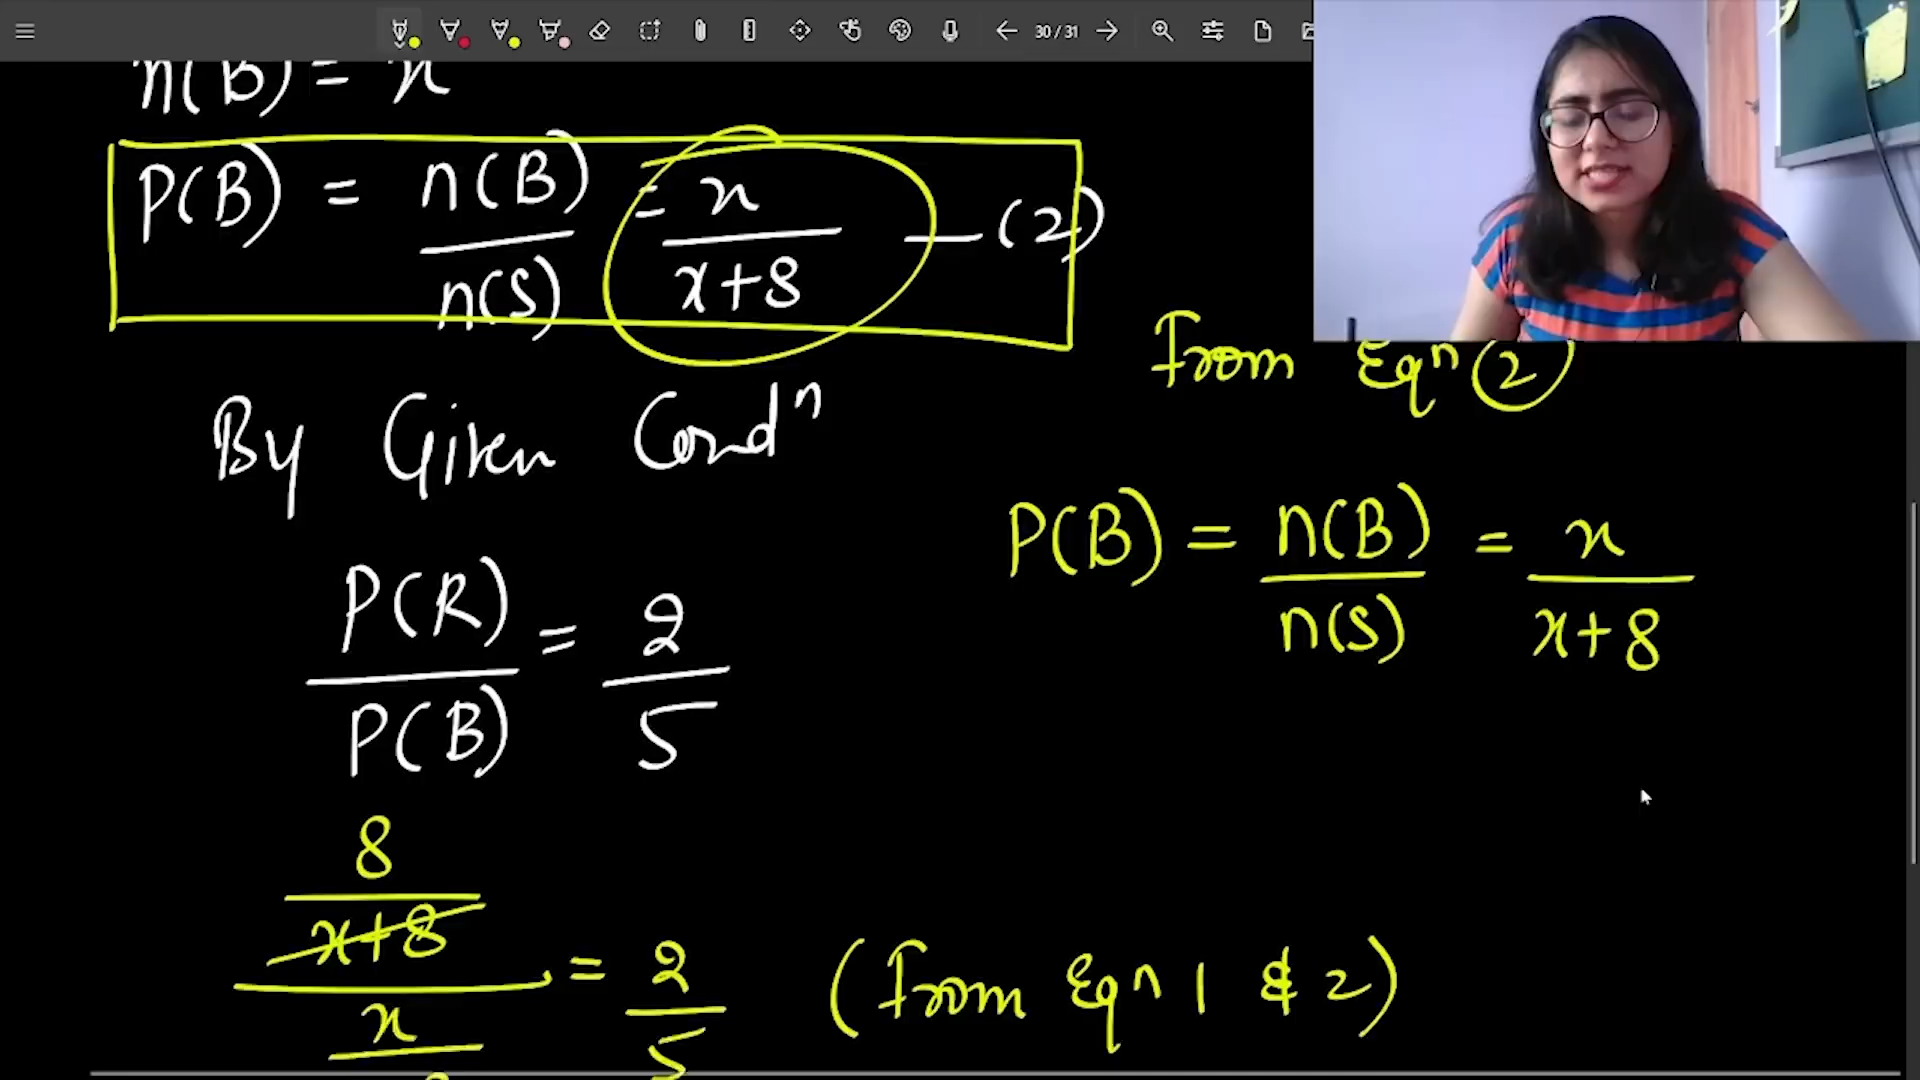 30 / 31
n(B) = x
P(B) = n(B) / n(S) = x / x+8 — (2)
From Eqⁿ ②
By Given Condⁿ
P(B) = n(B) / n(S) = x / x+8
P(R) / P(B) = 2 / 5
8 / x+8 / x = 2 / 5 (From Eqⁿ 1 & 2)